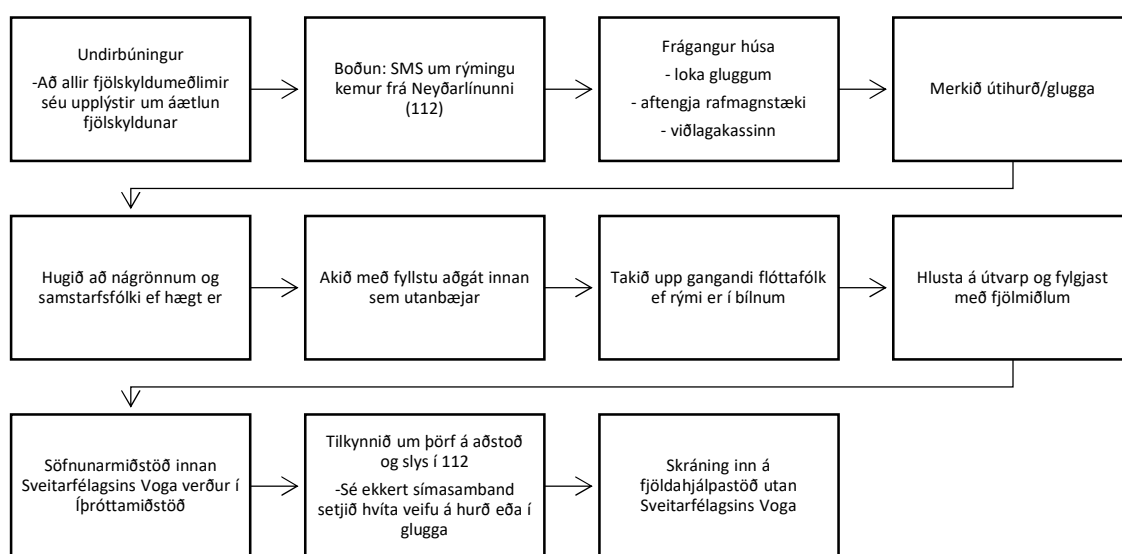 Undirbúningur
-Að allir fjölskyldumeðlimir
séu upplýstir um áætlun
fjölskyldunar
Boðun: SMS um rýmingu
kemur frá Neyðarlínunni
(112)
Frágangur húsa
- loka gluggum
- aftengja rafmagnstæki
- viðlagakassinn
Merkið útihurð/glugga
Hugið að nágrönnum og
samstarfsfólki ef hægt er
Akið með fyllstu aðgát innan
sem utanbæjar
Takið upp gangandi flóttafólk
ef rými er í bílnum
Hlusta á útvarp og fylgjast
með fjölmiðlum
Söfnunarmiðstöð innan
Sveitarfélagsins Voga verður í
Íþróttamiðstöð
Tilkynnið um þörf á aðstoð
og slys í 112
-Sé ekkert símasamband
setjið hvíta veifu á hurð eða í
glugga
Skráning inn á
fjöldahjálpastöð utan
Sveitarfélagsins Voga